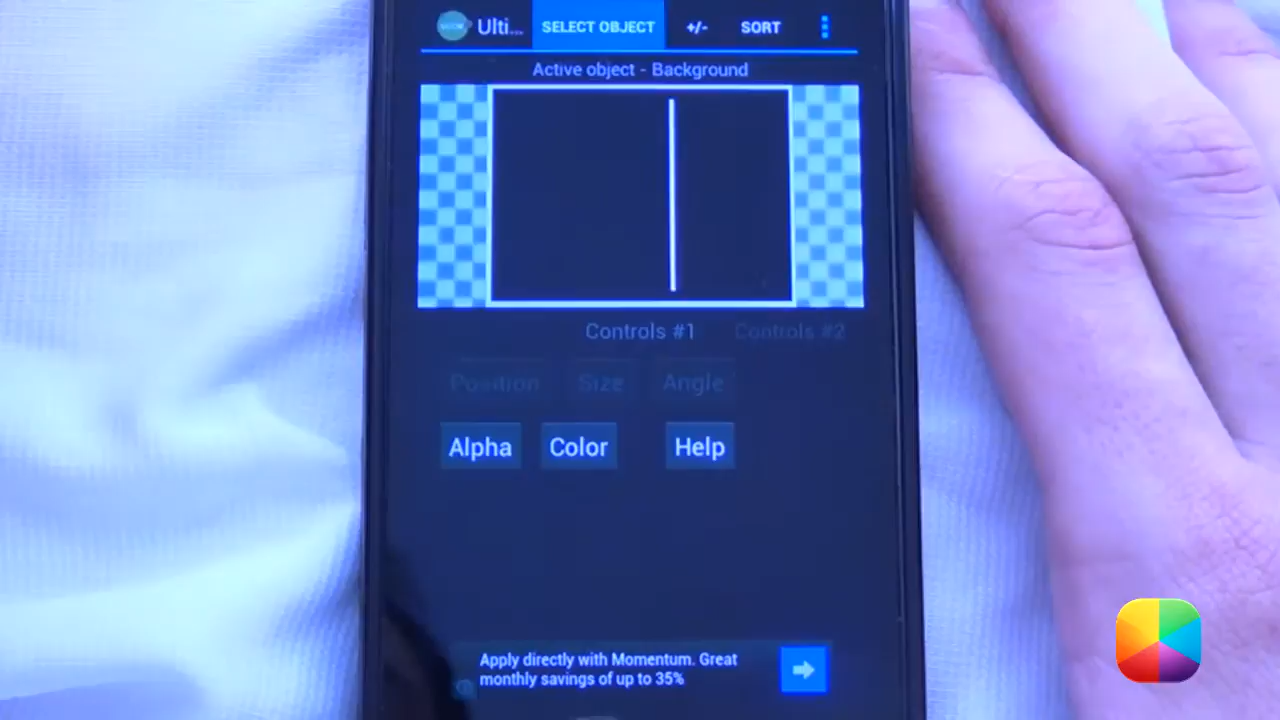 Ulti... SELECT OBJECT +/- SORT
Active object - Background
Controls #1 Controls #2
Position Size Angle
Alpha Color Help
Apply directly with Momentum. Great
monthly savings of up to 35%